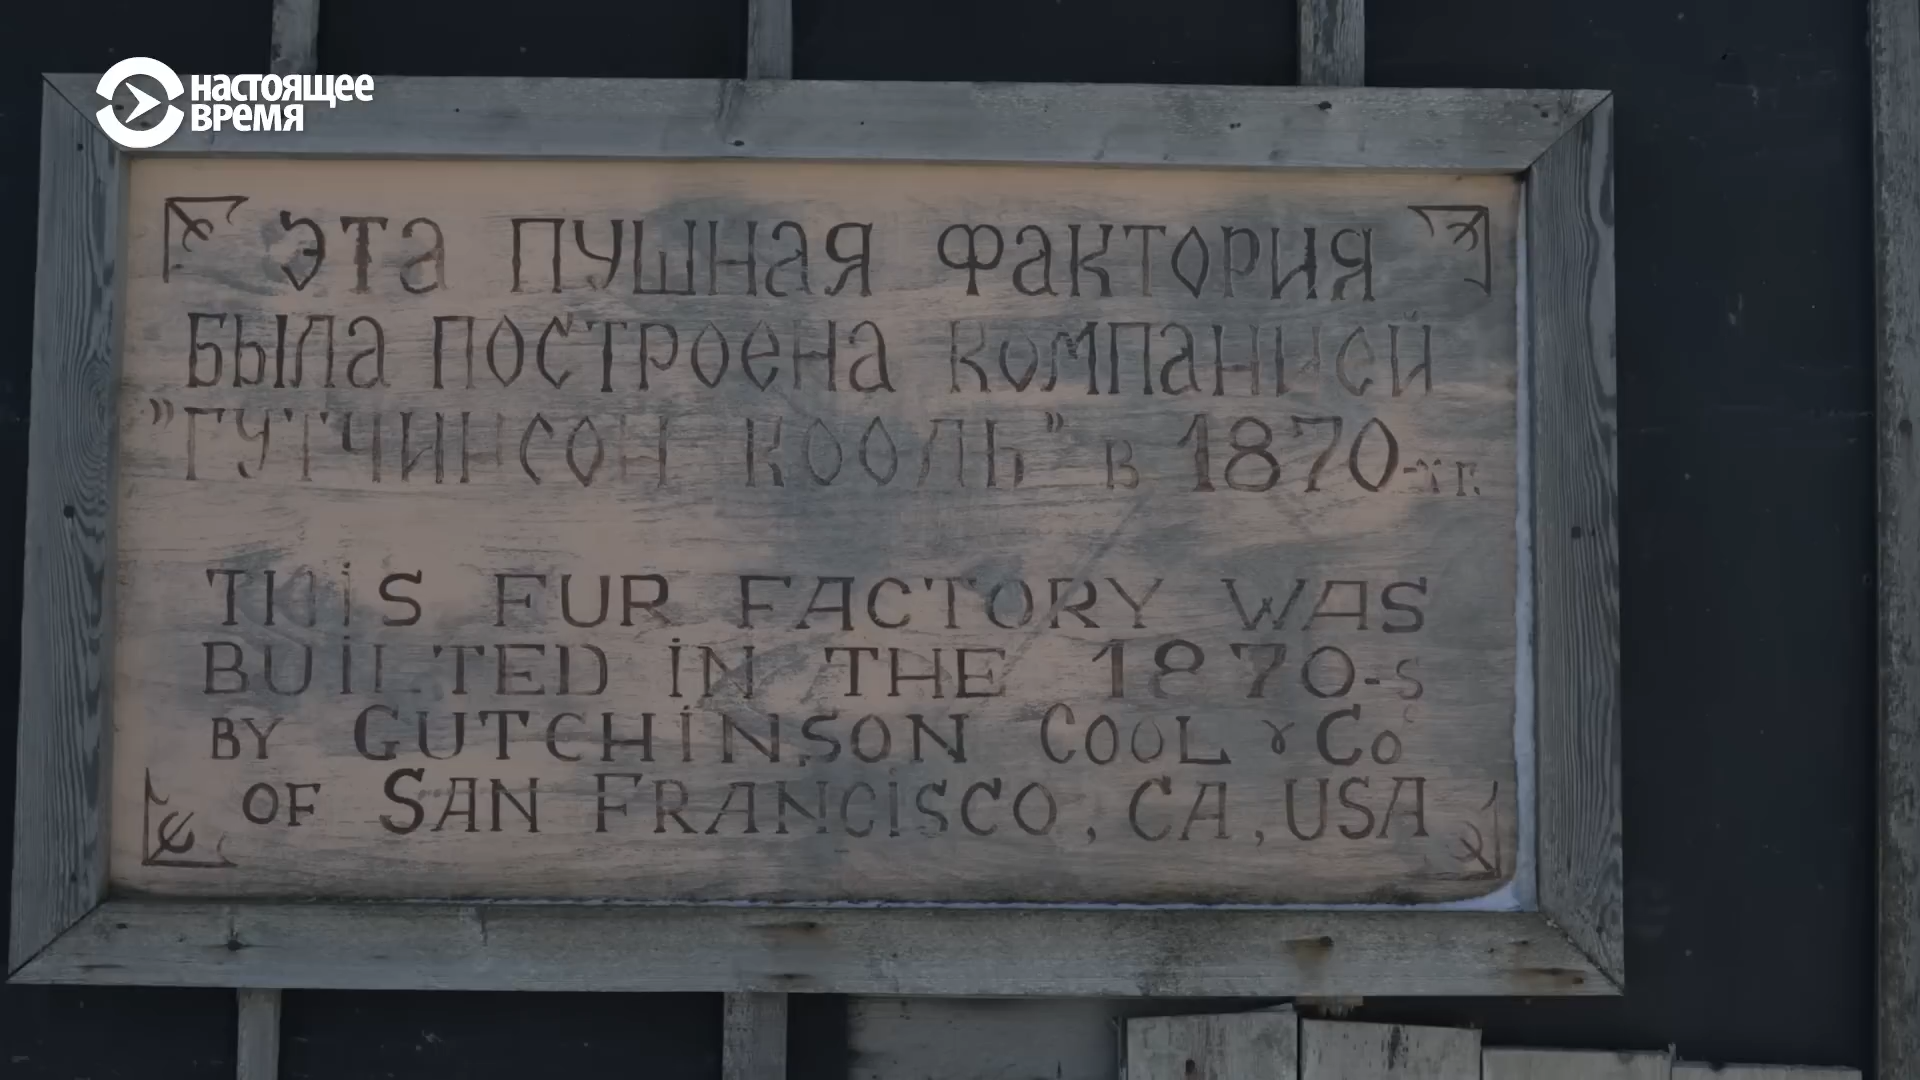 НАСТОЯЩЕЕ
ВРЕМЯ
ЭТА ПУШНАЯ ФАКТОРИЯ
БЫЛА ПОСТРОЕНА КОМПАНИЕЙ
"ГУТЧИНСОН КООЛЬ" в 1870-х г.
THIS FUR FACTORY WAS
BUILTED IN THE 1870-S
BY GUTCHINSON COOL & CO
OF SAN FRANCISCO, CA, USA